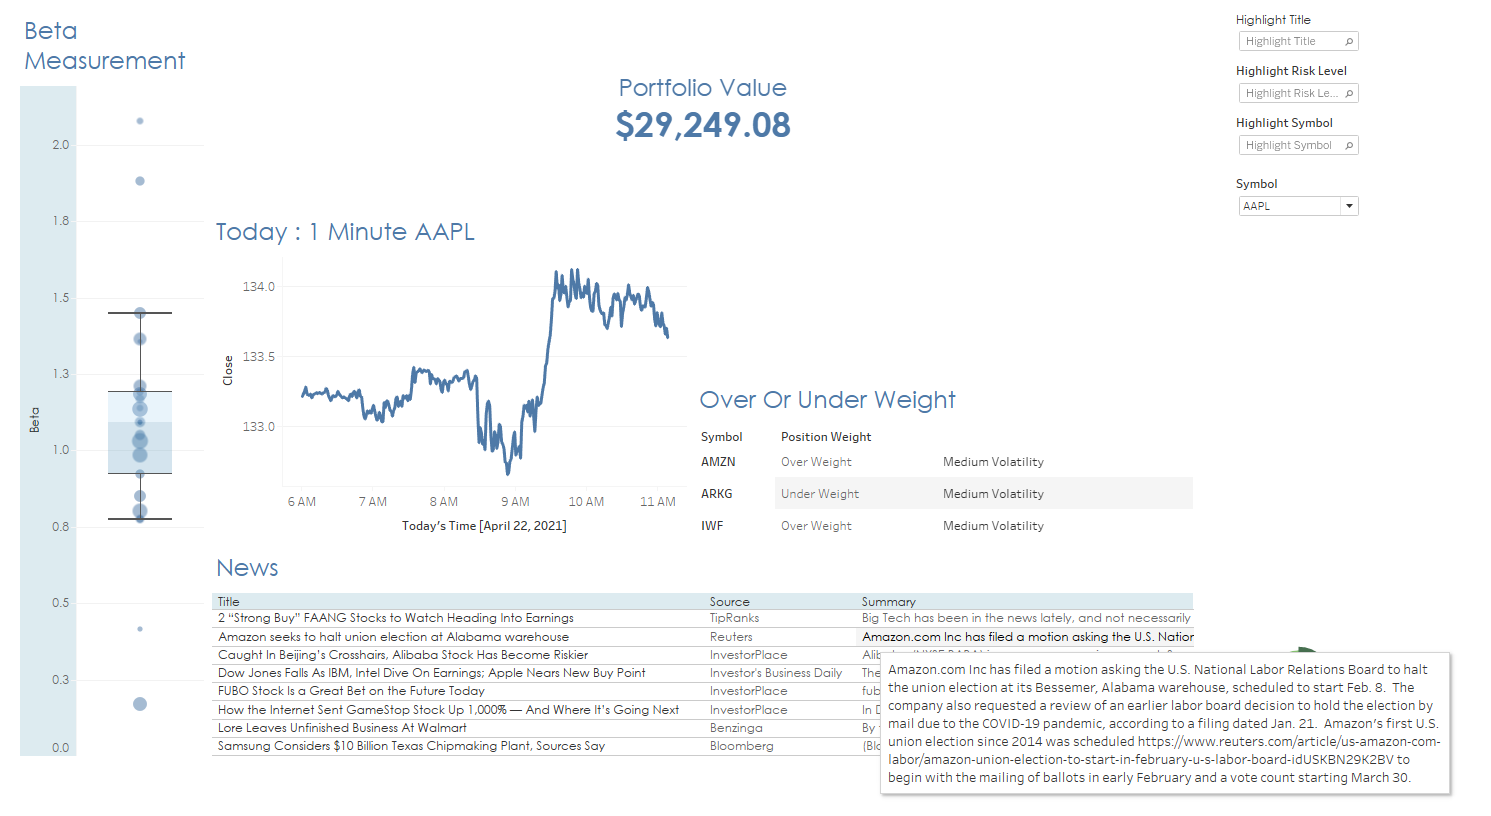 Beta
Measurement
2.0
1.8
1.5
1.3
1.0
0.8
0.5
0.3
0.0
Beta
Portfolio Value
$29,249.08
Highlight Title
Highlight Title
Highlight Risk Level
Highlight Risk Le...
Highlight Symbol
Highlight Symbol
Symbol
AAPL
Today : 1 Minute AAPL
134.0
133.5
133.0
Close
6 AM 7 AM 8 AM 9 AM 10 AM 11 AM
Today's Time [April 22, 2021]
Over Or Under Weight
Symbol Position Weight
AMZN Over Weight Medium Volatility
ARKG Under Weight Medium Volatility
IWF Over Weight Medium Volatility
News
Title Source Summary
2 “Strong Buy” FAANG Stocks to Watch Heading Into Earnings TipRanks Big Tech has been in the news lately, and not necessarily
Amazon seeks to halt union election at Alabama warehouse Reuters Amazon.com Inc has filed a motion asking the U.S. Nation
Caught In Beijing's Crosshairs, Alibaba Stock Has Become Riskier InvestorPlace
Dow Jones Falls As IBM, Intel Dive On Earnings; Apple Nears New Buy Point Investor's Business Daily The
FUBO Stock Is a Great Bet on the Future Today InvestorPlace fub
How the Internet Sent GameStop Stock Up 1,000% — And Where It's Going Next InvestorPlace In D
Lore Leaves Unfinished Business At Walmart Benzinga By
Samsung Considers $10 Billion Texas Chipmaking Plant, Sources Say Bloomberg (Blo
Amazon.com Inc has filed a motion asking the U.S. National Labor Relations Board to halt
the union election at its Bessemer, Alabama warehouse, scheduled to start Feb. 8. The
company also requested a review of an earlier labor board decision to hold the election by
mail due to the COVID-19 pandemic, according to a filing dated Jan. 21. Amazon's first U.S.
union election since 2014 was scheduled https://www.reuters.com/article/us-amazon-com-
labor/amazon-union-election-to-start-in-february-u-s-labor-board-idUSKBN29K2BV to
begin with the mailing of ballots in early February and a vote count starting March 30.